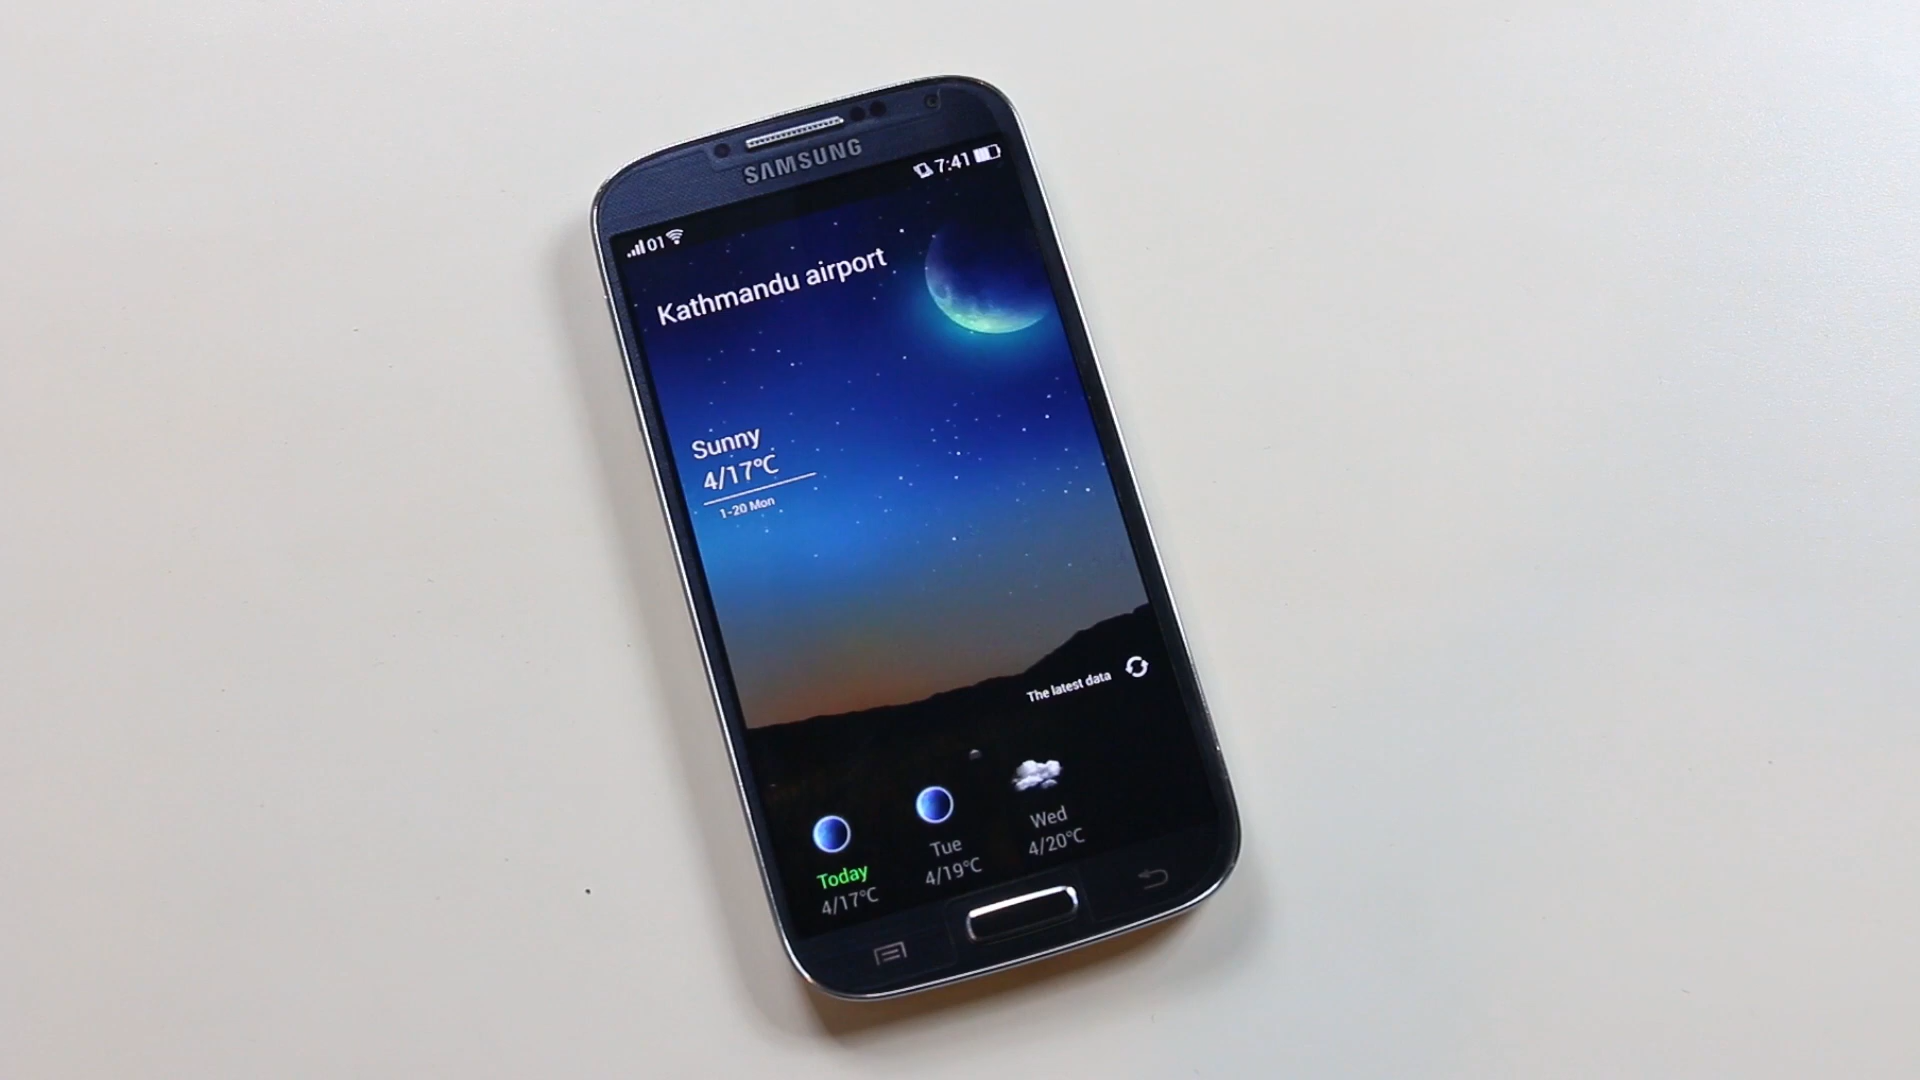 SAMSUNG
01
7:41
Kathmandu airport
Sunny
4/17°C
1-20 Mon
The latest data
Today
4/17°C
Tue
4/19°C
Wed
4/20°C